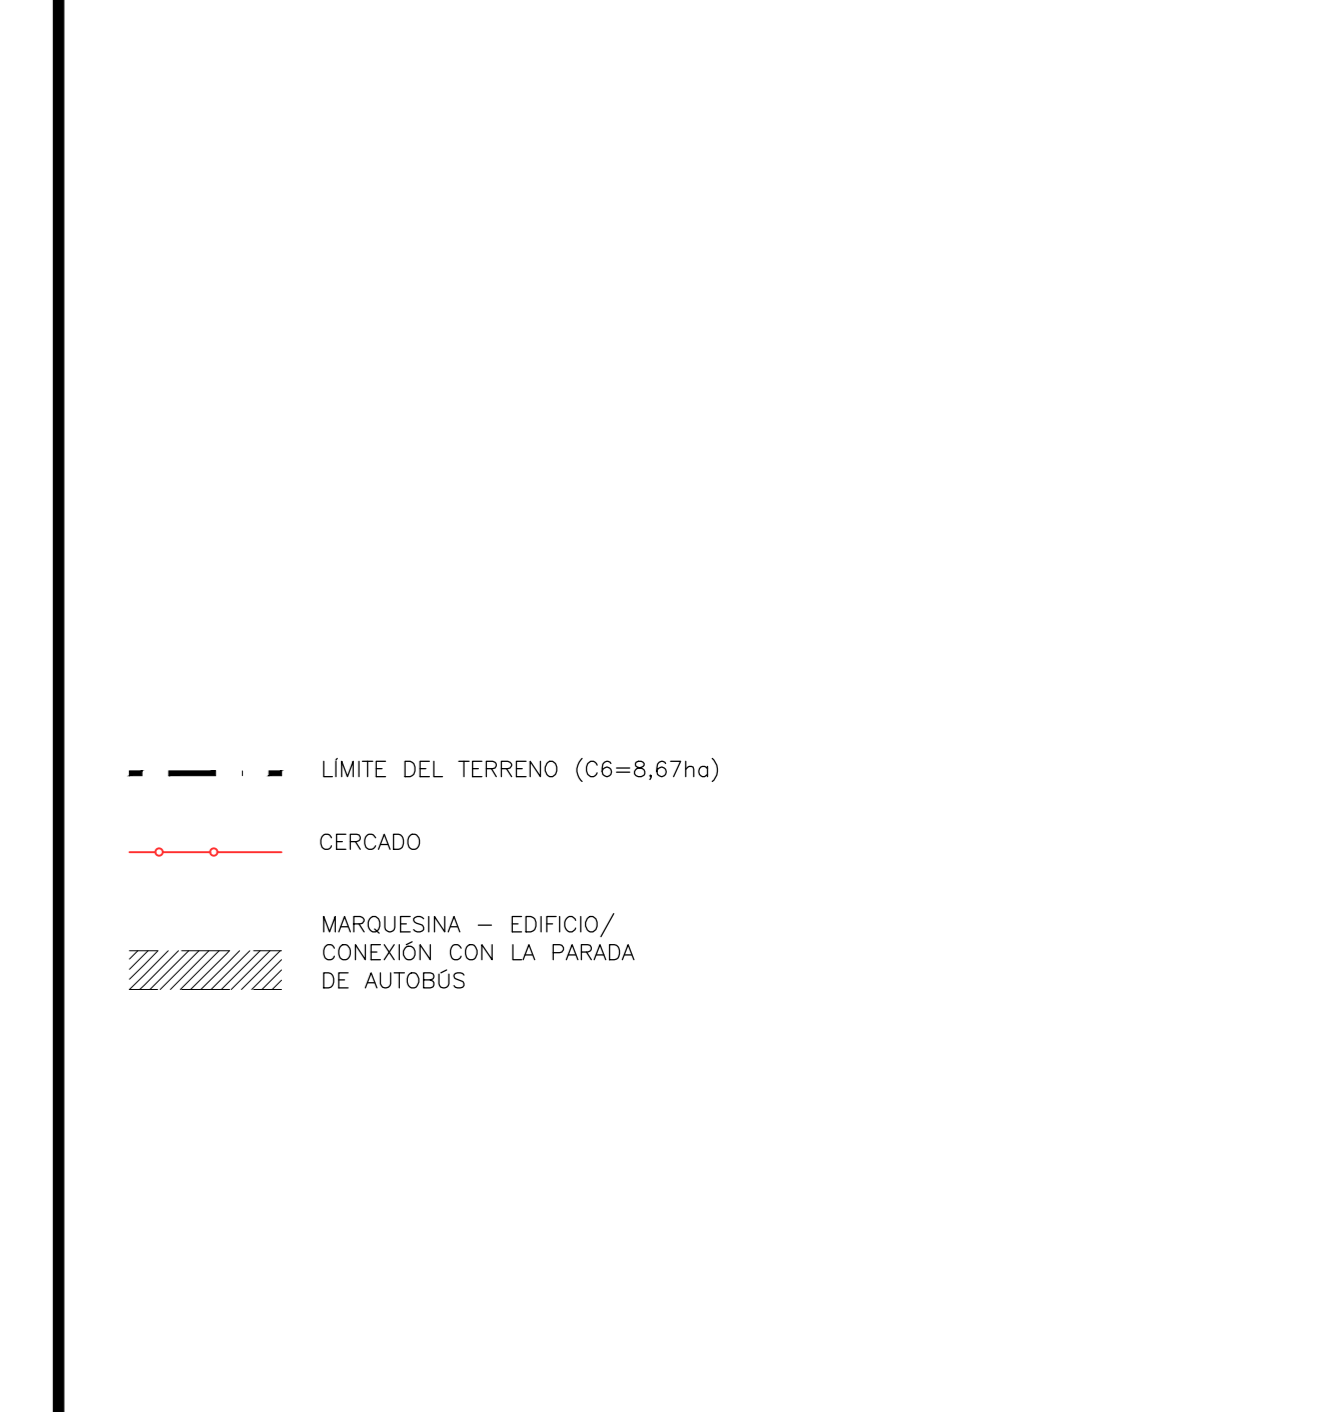 LÍMITE DEL TERRENO (C6=8,67ha)
CERCADO
MARQUESINA – EDIFICIO/
CONEXIÓN CON LA PARADA
DE AUTOBÚS